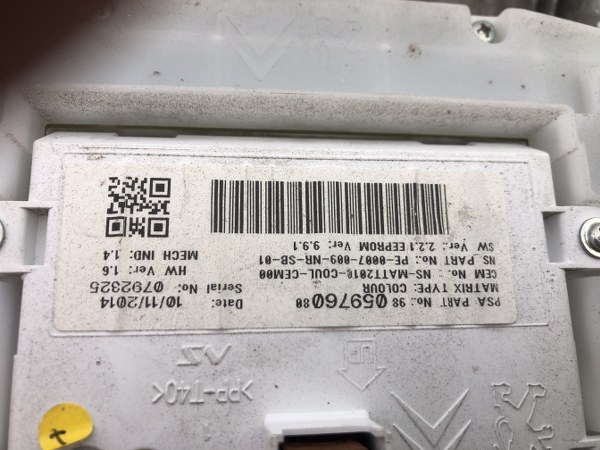 UP
>PP-T40<
PSA PART No.: 98 059760 80 Date: 10/11/2014
MATRIX TYPE: COLOUR Serial No: 0792325
CEM No.: NS-MATT2010-COUL-CEM00 HW Ver: 1.6
NS PART No.: PE-0007-009-NR-SB-01 MECH IND: 1.4
SW Ver: 2.2.1 EEPROM Ver: 9.9.1